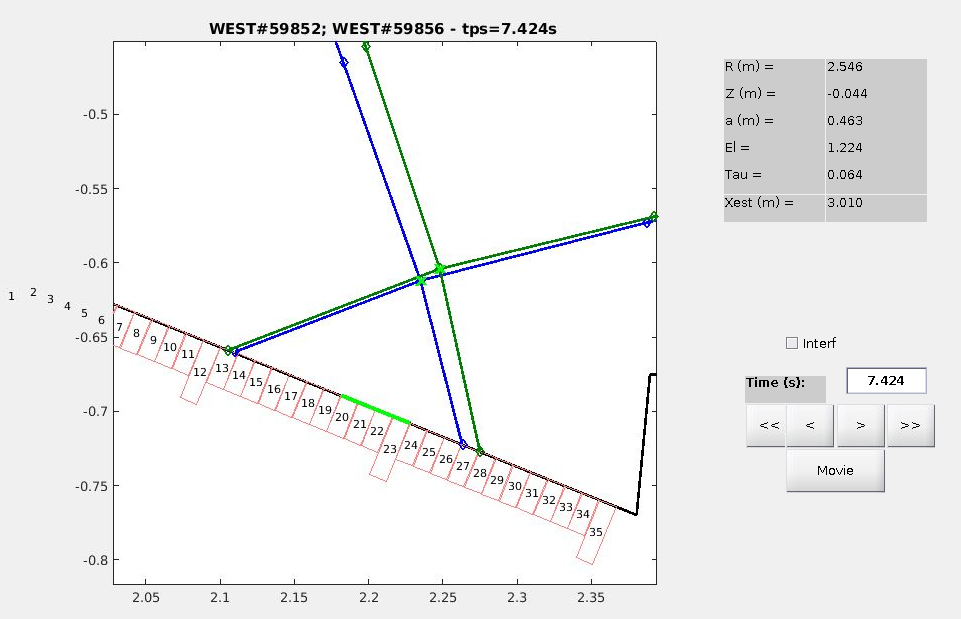 WEST#59852; WEST#59856 - tps=7.424s
R (m) = 2.546
Z (m) = -0.044
a (m) = 0.463
El = 1.224
Tau = 0.064
Xest (m) = 3.010
Interf
Time (s): 7.424
<< < > >>
Movie
-0.5
-0.55
-0.6
-0.65
-0.7
-0.75
-0.8
1 2 3 4 5 6 7 8 9 10 11 12 13 14 15 16 17 18 19 20 21 22 23 24 25 26 27 28 29 30 31 32 33 34 35
2.05 2.1 2.15 2.2 2.25 2.3 2.35